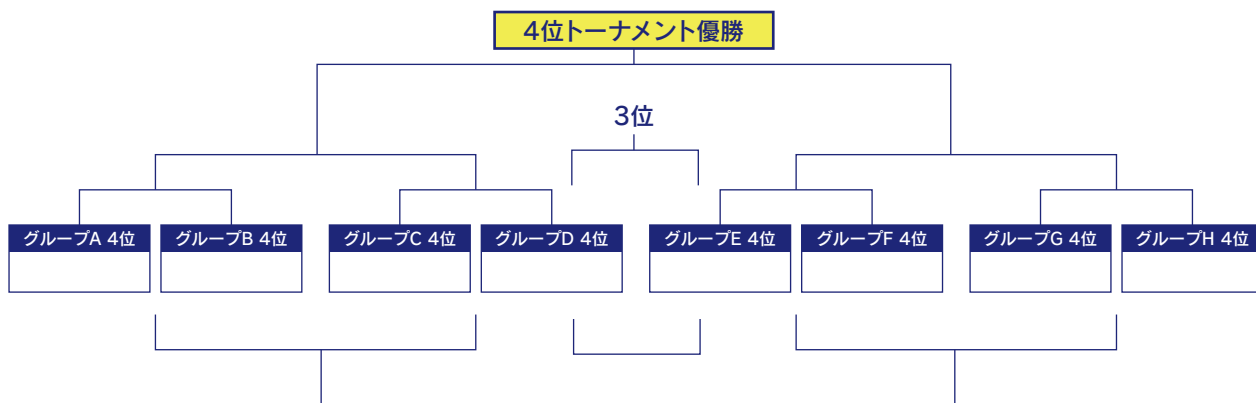 4位トーナメント優勝
3位
グループA 4位
グループB 4位
グループC 4位
グループD 4位
グループE 4位
グループF 4位
グループG 4位
グループH 4位